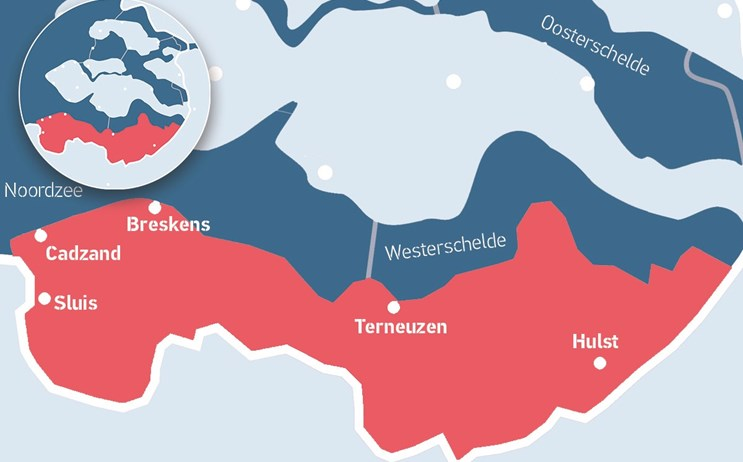 Oosterschelde
Noordzee
Breskens
Cadzand
Westerschelde
Sluis
Terneuzen
Hulst